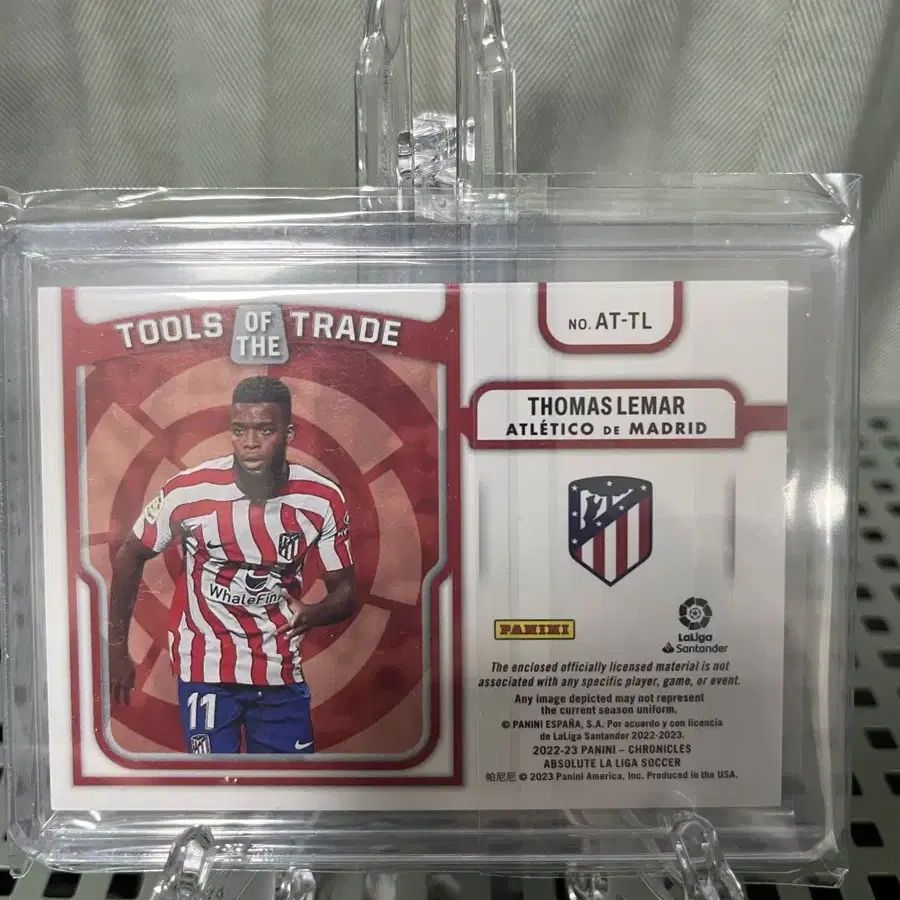 TOOLS OF THE TRADE
WhaleFin
11
NO. AT-TL
THOMAS LEMAR
ATLÉTICO DE MADRID
PANINI
LaLiga
Santander
The enclosed officially licensed material is not
associated with any specific player, game, or event.
Any image depicted may not represent
the current season uniform.
© PANINI ESPAÑA, S.A. Por acuerdo y con licencia
de LaLiga Santander 2022-2023.
2022-23 PANINI – CHRONICLES
ABSOLUTE LA LIGA SOCCER
帕尼尼 © 2023 Panini America, Inc. Produced in the USA.